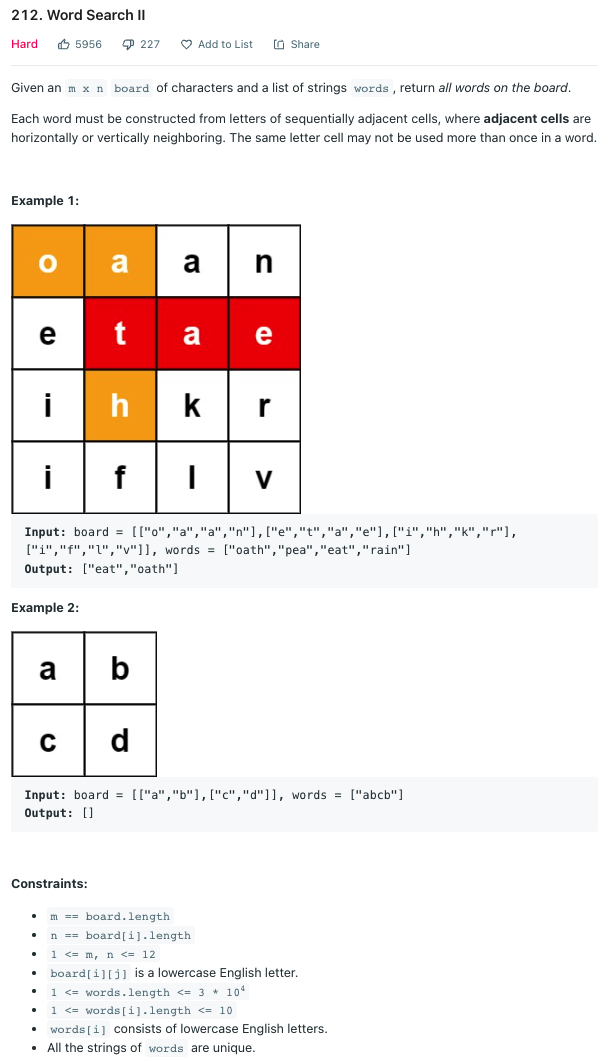 212. Word Search II
Hard 5956 227 Add to List Share
Given an m x n board of characters and a list of strings words , return all words on the board.
Each word must be constructed from letters of sequentially adjacent cells, where adjacent cells are
horizontally or vertically neighboring. The same letter cell may not be used more than once in a word.
Example 1:
o a a n
e t a e
i h k r
i f l v
Input: board = [["o","a","a","n"],["e","t","a","e"],["i","h","k","r"],
["i","f","l","v"]], words = ["oath","pea","eat","rain"]
Output: ["eat","oath"]
Example 2:
a b
c d
Input: board = [["a","b"],["c","d"]], words = ["abcb"]
Output: []
Constraints:
• m == board.length
• n == board[i].length
• 1 <= m, n <= 12
• board[i][j] is a lowercase English letter.
• 1 <= words.length <= 3 * 10⁴
• 1 <= words[i].length <= 10
• words[i] consists of lowercase English letters.
• All the strings of words are unique.